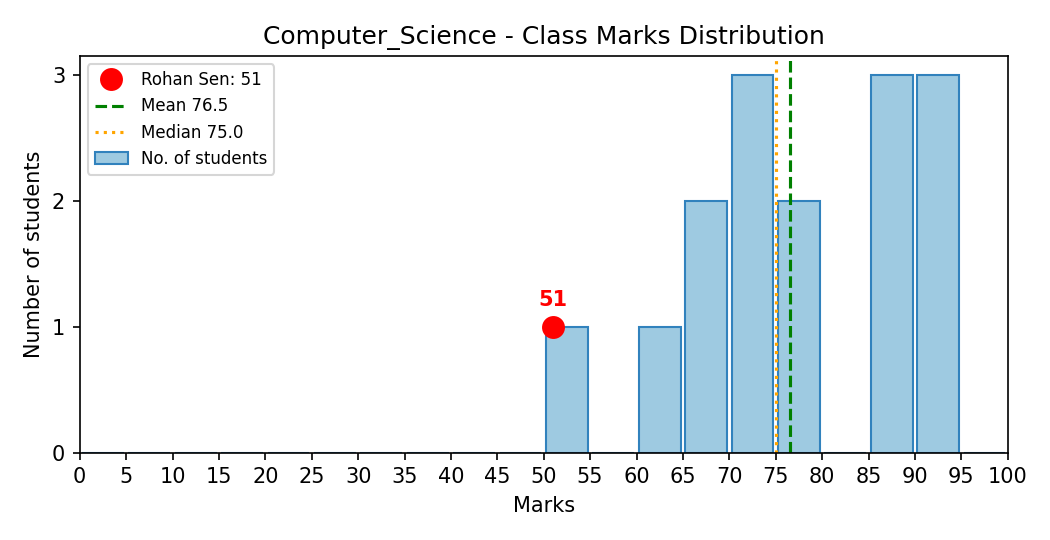 Computer_Science - Class Marks Distribution
Rohan Sen: 51
Mean 76.5
Median 75.0
No. of students
Number of students
3
2
1
0
51
0 5 10 15 20 25 30 35 40 45 50 55 60 65 70 75 80 85 90 95 100
Marks